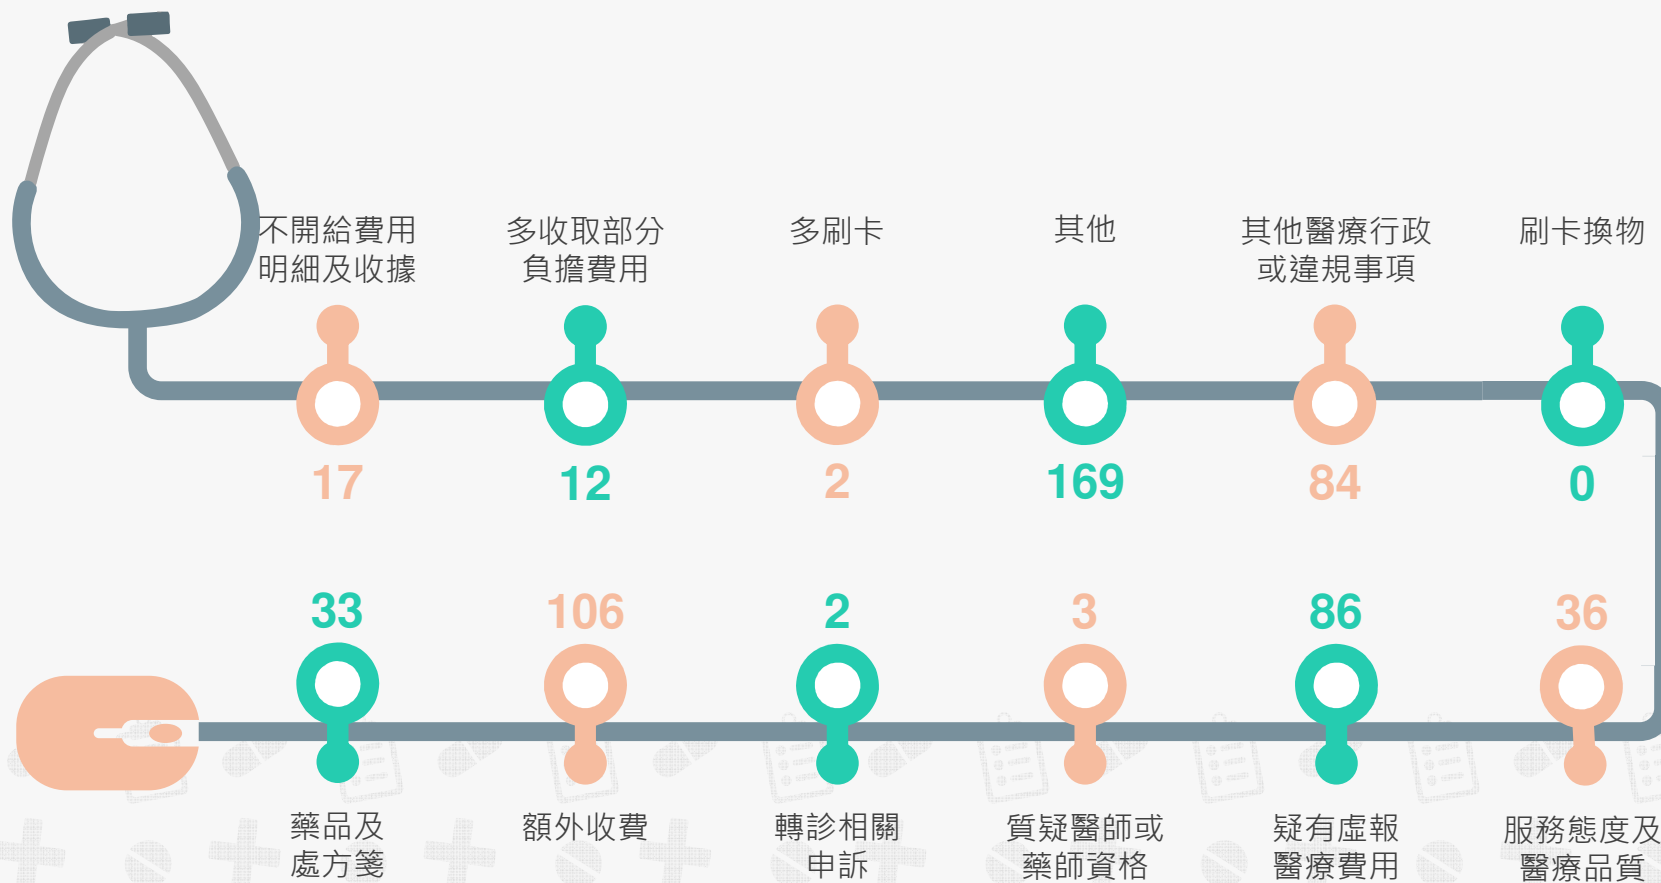 不開給費用
明細及收據
多收取部分
負擔費用
多刷卡
其他
其他醫療行政
或違規事項
刷卡換物
17
12
2
169
84
0
33
106
2
3
86
36
藥品及
處方箋
額外收費
轉診相關
申訴
質疑醫師或
藥師資格
疑有虛報
醫療費用
服務態度及
醫療品質